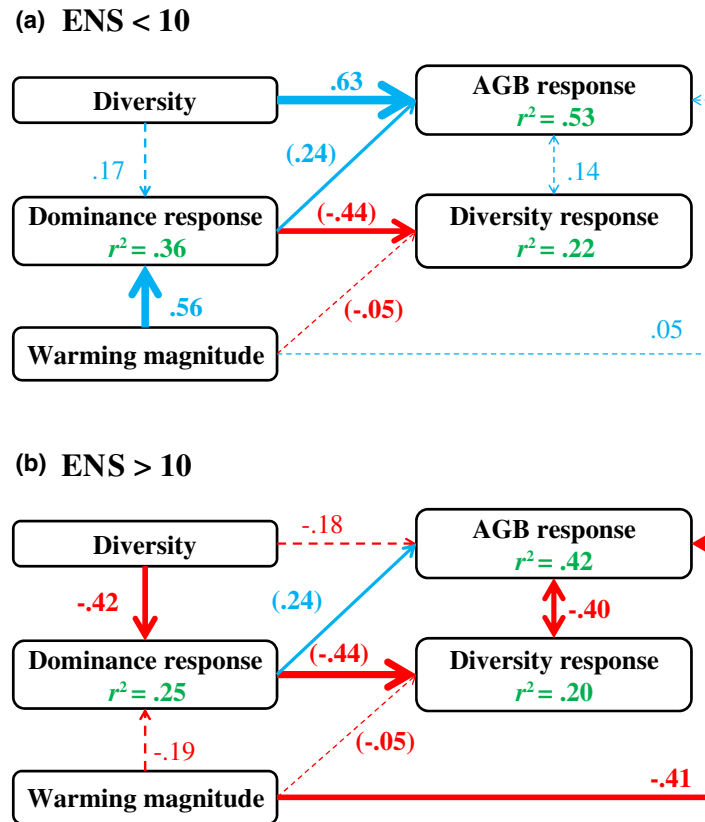 (a) ENS < 10
Diversity
.63
AGB response
r² = .53
.17
(.24)
.14
Dominance response
r² = .36
(-.44)
Diversity response
r² = .22
.56
(-.05)
.05
Warming magnitude
(b) ENS > 10
Diversity
-.18
AGB response
r² = .42
-.42
(.24)
-.40
Dominance response
r² = .25
(-.44)
Diversity response
r² = .20
-.19
(-.05)
-.41
Warming magnitude